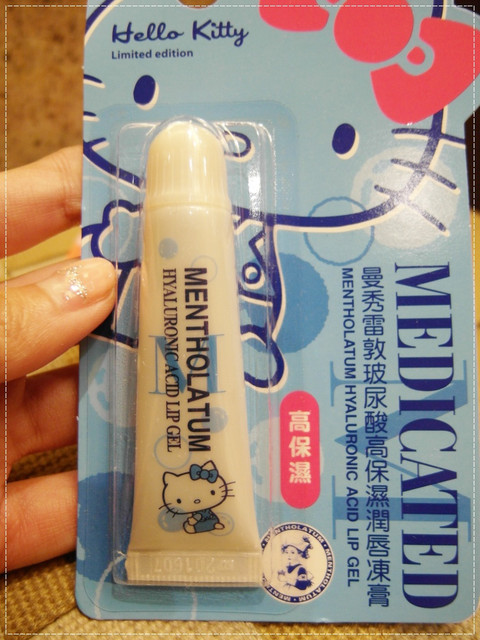 Hello Kitty
Limited edition
MEDICATED
曼秀雷敦玻尿酸高保濕潤唇凍膏
MENTHOLATUM HYALURONIC ACID LIP GEL
高保濕
MENTHOLATUM
HYALURONIC ACID LIP GEL
M
MENTHOLATUM · MENTHOLATUM